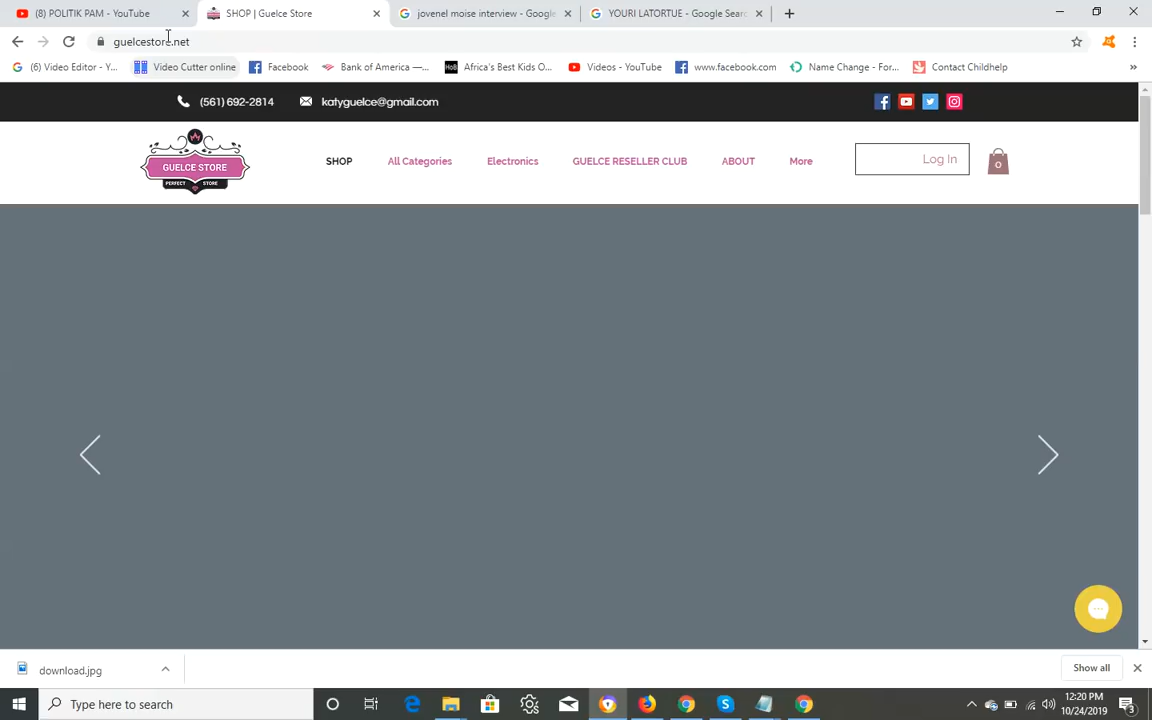 (8) POLITIK PAM - YouTube
SHOP | Guelce Store
jovenel moise interview - Google
YOURI LATORTUE - Google Sear
guelcestore.net
(6) Video Editor - Y...
Video Cutter online
Facebook
Bank of America —...
Africa's Best Kids O...
Videos - YouTube
www.facebook.com
Name Change - For...
Contact Childhelp
»
(561) 692-2814
katyguelce@gmail.com
GUELCE STORE
PERFECT STORE
SHOP
All Categories
Electronics
GUELCE RESELLER CLUB
ABOUT
More
Log In
0
download.jpg
Show all
Type here to search
12:20 PM
10/24/2019
3